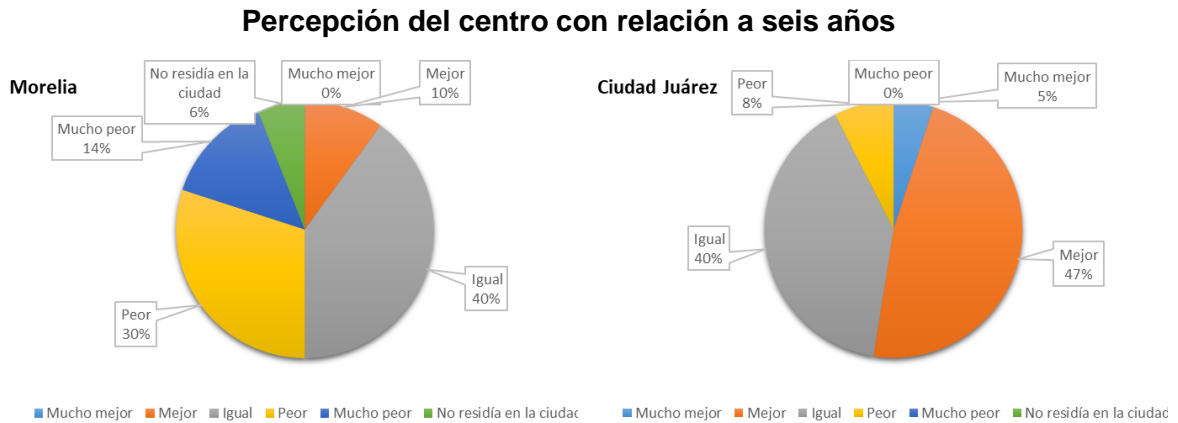 Percepción del centro con relación a seis años
Morelia
No residía en la
ciudad
6%
Mucho mejor
0%
Mejor
10%
Mucho peor
14%
Igual
40%
Peor
30%
Mucho mejor
Mejor
Igual
Peor
Mucho peor
No residía en la ciudad
Ciudad Juárez
Peor
8%
Mucho peor
0%
Mucho mejor
5%
Igual
40%
Mejor
47%
Mucho mejor
Mejor
Igual
Peor
Mucho peor
No residía en la ciudad